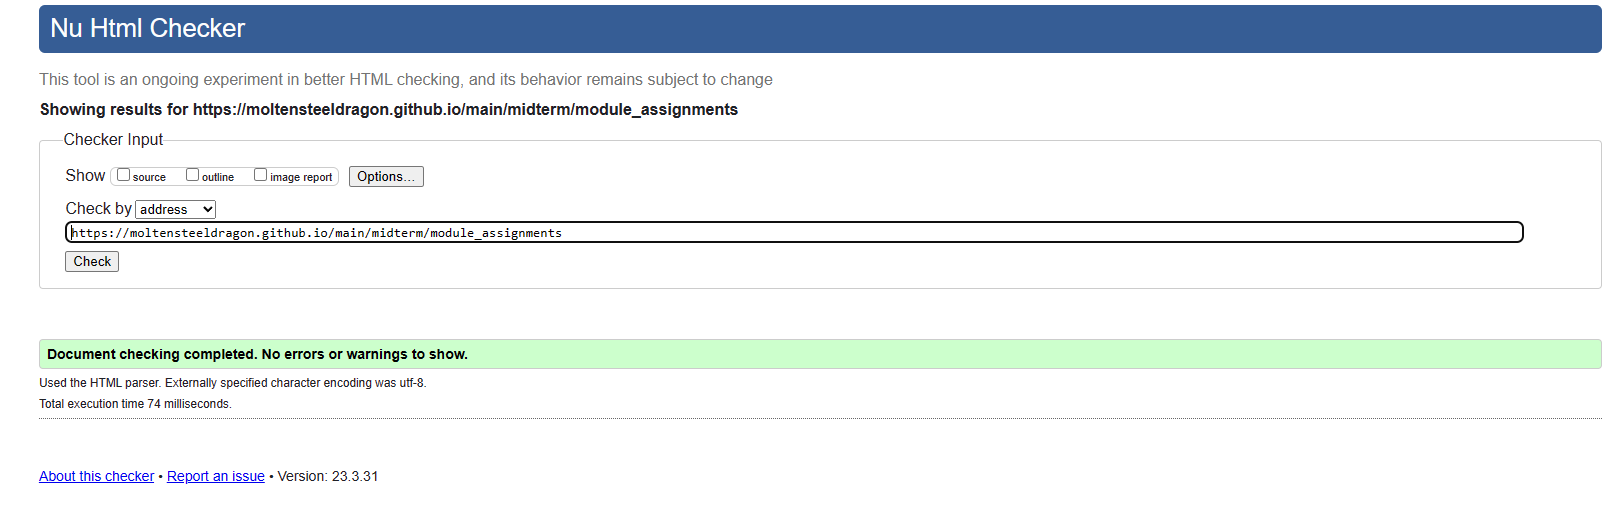 Nu Html Checker
This tool is an ongoing experiment in better HTML checking, and its behavior remains subject to change
Showing results for https://moltensteeldragon.github.io/main/midterm/module_assignments
Checker Input
Show source outline image report Options...
Check by address
https://moltensteeldragon.github.io/main/midterm/module_assignments
Check
Document checking completed. No errors or warnings to show.
Used the HTML parser. Externally specified character encoding was utf-8.
Total execution time 74 milliseconds.
About this checker • Report an issue • Version: 23.3.31